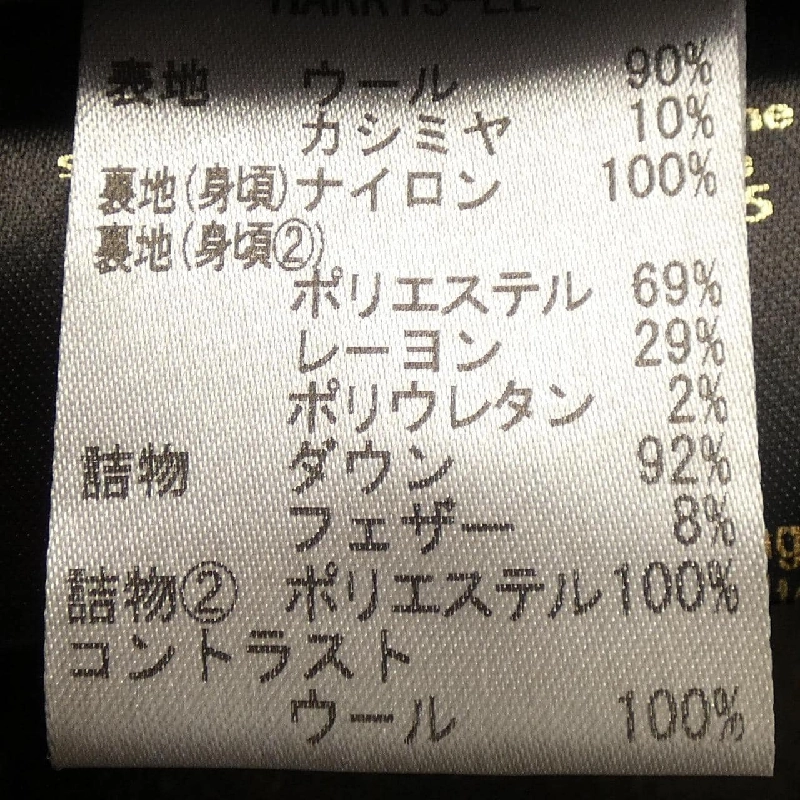 表地 ウール 90%
カシミヤ 10%
裏地(身頃)ナイロン 100%
裏地(身頃②)
ポリエステル 69%
レーヨン 29%
ポリウレタン 2%
詰物 ダウン 92%
フェザー 8%
詰物② ポリエステル100%
コントラスト
ウール 100%